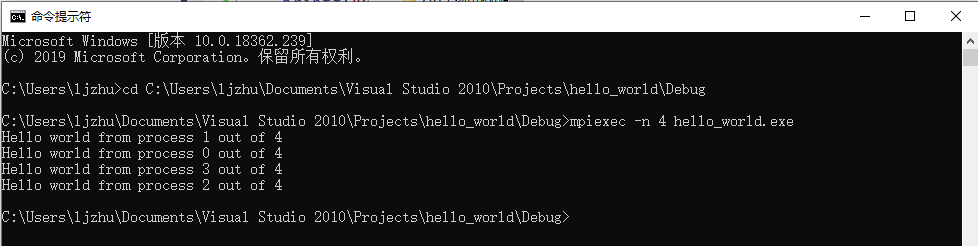 命令提示符
Microsoft Windows [版本 10.0.18362.239]
(c) 2019 Microsoft Corporation。保留所有权利。
C:\Users\ljzhu>cd C:\Users\ljzhu\Documents\Visual Studio 2010\Projects\hello_world\Debug
C:\Users\ljzhu\Documents\Visual Studio 2010\Projects\hello_world\Debug>mpiexec -n 4 hello_world.exe
Hello world from process 1 out of 4
Hello world from process 0 out of 4
Hello world from process 3 out of 4
Hello world from process 2 out of 4
C:\Users\ljzhu\Documents\Visual Studio 2010\Projects\hello_world\Debug>